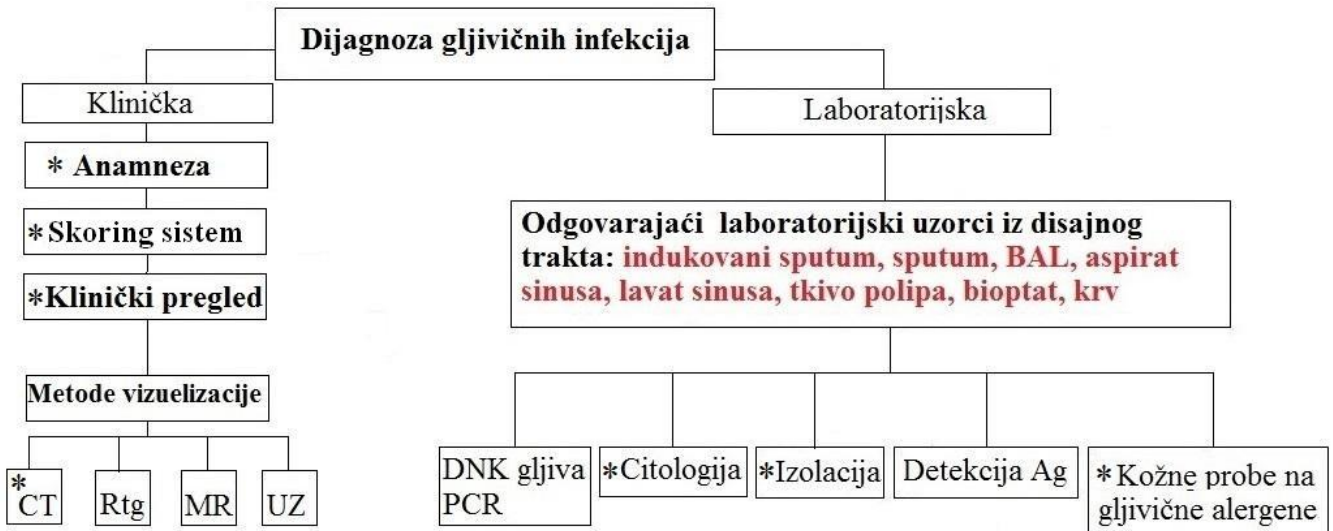 Dijagnoza gljivičnih infekcija
Klinička
* Anamneza
* Skoring sistem
* Klinički pregled
Metode vizuelizacije
* CT
Rtg
MR
UZ
Laboratorijska
Odgovarajaći laboratorijski uzorci iz disajnog
trakta: indukovani sputum, sputum, BAL, aspirat
sinusa, lavat sinusa, tkivo polipa, bioptat, krv
DNK gljiva
PCR
* Citologija
* Izolacija
Detekcija Ag
* Kožne probe na
gljivične alergene